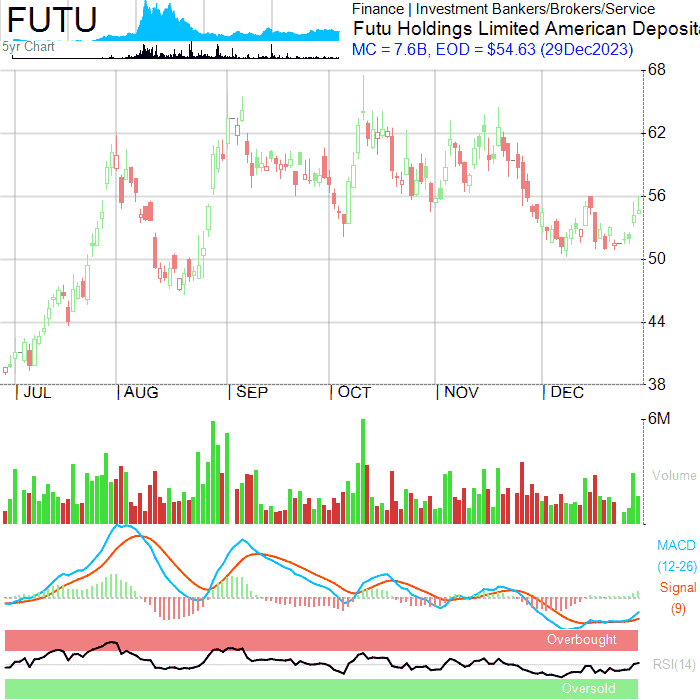 FUTU
5yr Chart
Finance | Investment Bankers/Brokers/Service
Futu Holdings Limited American Deposit
MC = 7.6B, EOD = $54.63 (29Dec2023)
68
62
56
50
44
38
JUL AUG SEP OCT NOV DEC
6M
Volume
MACD
(12-26)
Signal
(9)
Overbought
RSI(14)
Oversold